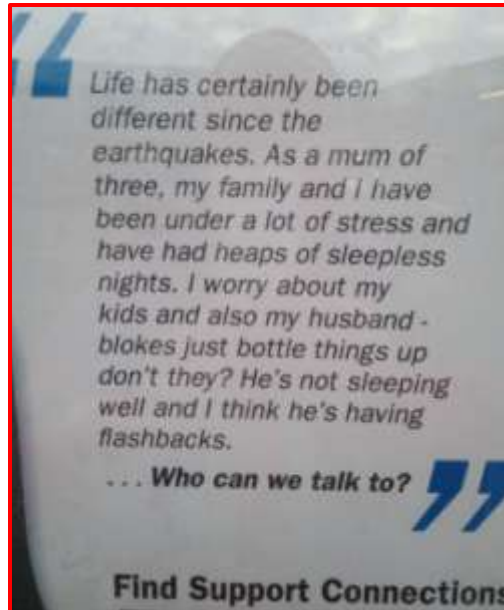 Life has certainly been
different since the
earthquakes. As a mum of
three, my family and i have
been under a lot of stress and
have had heaps of sleepless
nights. I worry about my
kids and also my husband -
blokes just bottle things up
don't they? He's not sleeping
well and I think he's having
flashbacks.
... Who can we talk to?
Find Support Connections